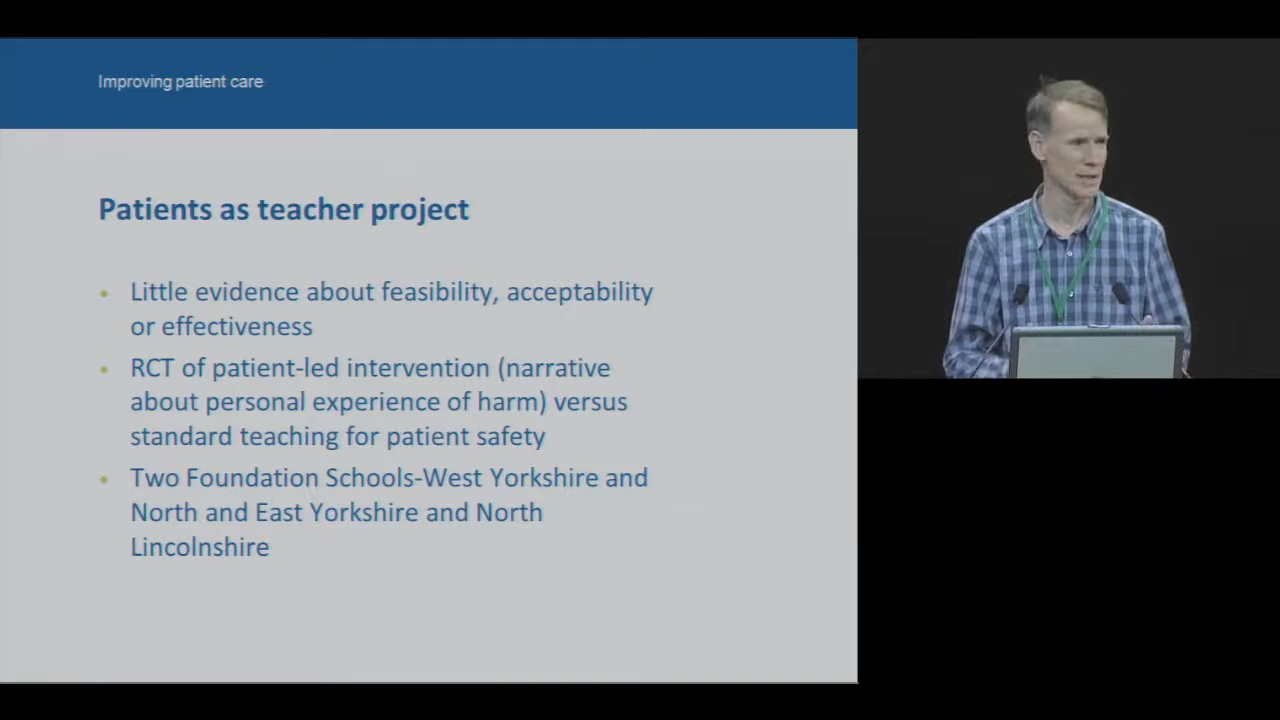 Improving patient care
Patients as teacher project
Little evidence about feasibility, acceptability
or effectiveness
RCT of patient-led intervention (narrative
about personal experience of harm) versus
standard teaching for patient safety
Two Foundation Schools-West Yorkshire and
North and East Yorkshire and North
Lincolnshire